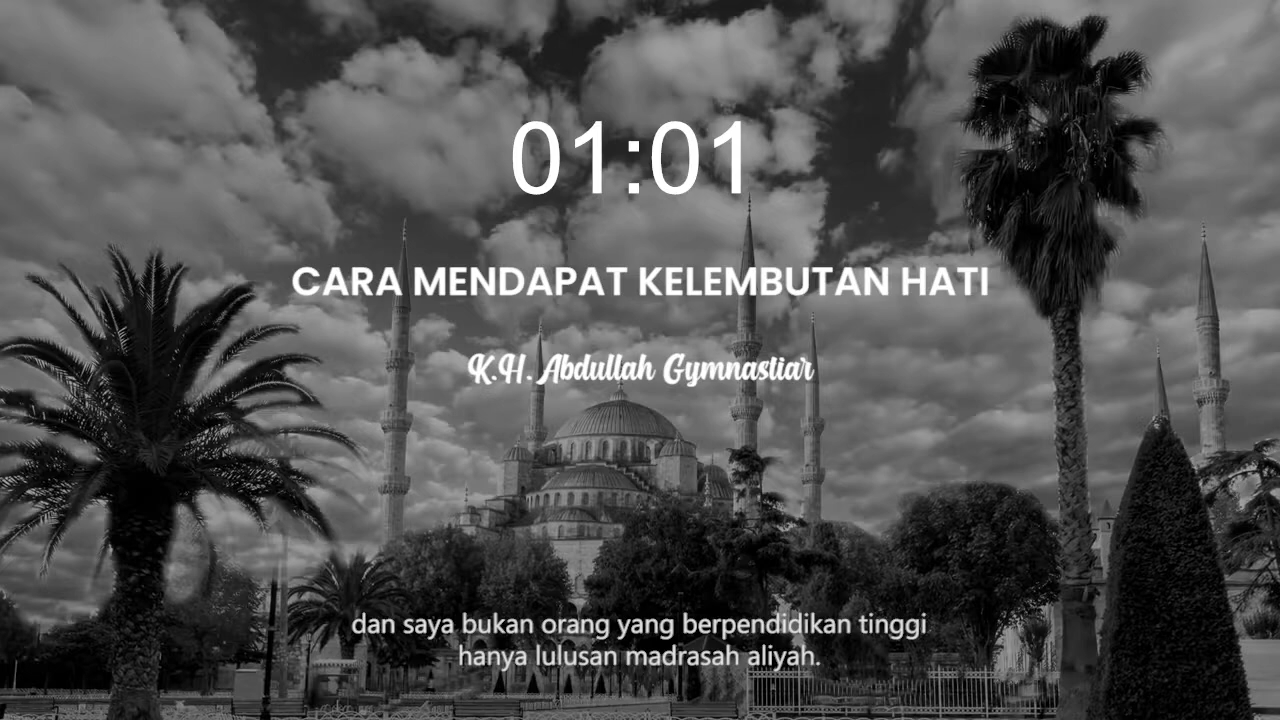 01:01
CARA MENDAPAT KELEMBUTAN HATI
K.H. Abdullah Gymnastiar
dan saya bukan orang yang berpendidikan tinggi
hanya lulusan madrasah aliyah.